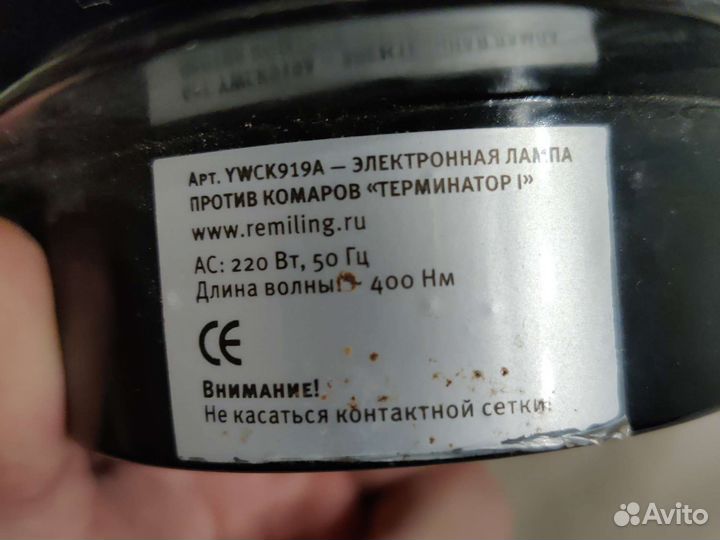 Арт. YWCK919A — ЭЛЕКТРОННАЯ ЛАМПА
ПРОТИВ КОМАРОВ «ТЕРМИНАТОР I»
www.remiling.ru
АС: 220 Вт, 50 Гц
Длина волны: ~ 400 Нм
CE
Внимание!
Не касаться контактной сетки!
Avito